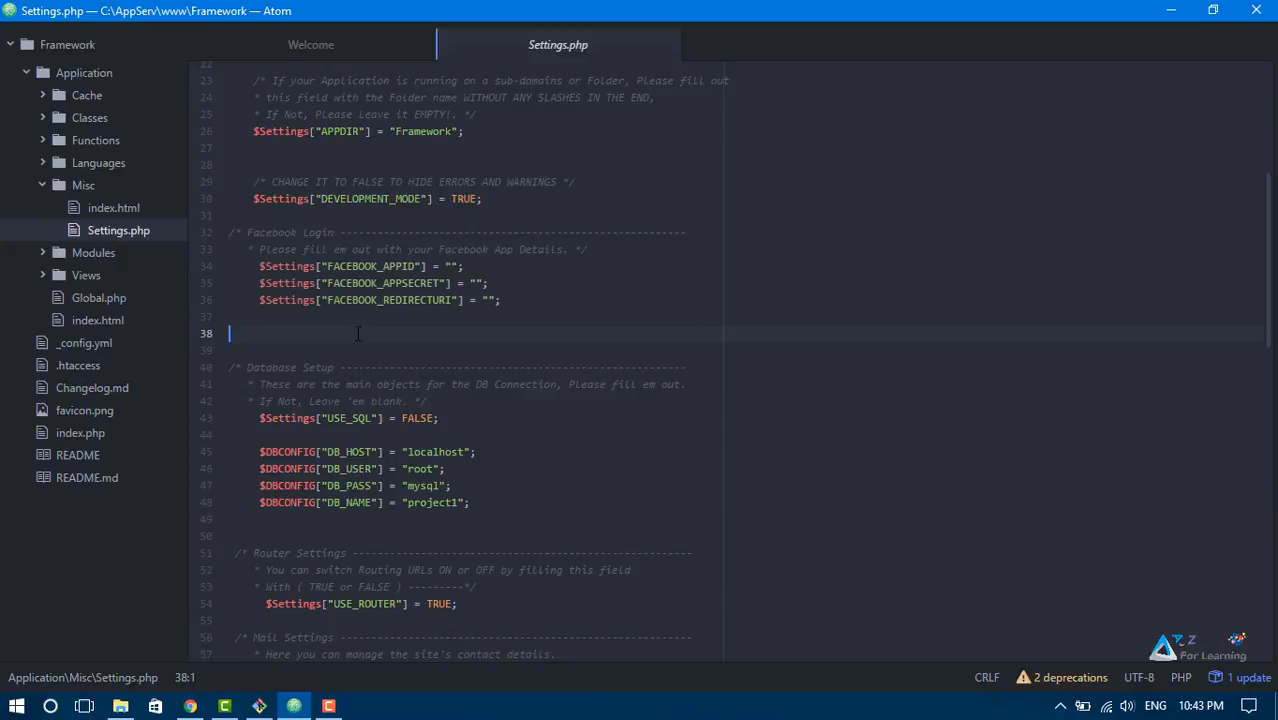 Settings.php — C:\AppServ\www\Framework — Atom
Framework
Welcome
Settings.php
Application
Cache
Classes
Functions
Languages
Misc
index.html
Settings.php
Modules
Views
Global.php
index.html
_config.yml
.htaccess
Changelog.md
favicon.png
index.php
README
README.md
22
23 /* If your Application is running on a sub-domains or Folder, Please fill out
24 * this field with the Folder name WITHOUT ANY SLASHES IN THE END,
25 * If Not, PLease Leave it EMPTY!. */
26 $Settings["APPDIR"] = "Framework";
27
28
29 /* CHANGE IT TO FALSE TO HIDE ERRORS AND WARNINGS */
30 $Settings["DEVELOPMENT_MODE"] = TRUE;
31
32 /* Facebook Login -------------------------------------------------------
33 * Please fill em out with your Facebook App Details. */
34 $Settings["FACEBOOK_APPID"] = "";
35 $Settings["FACEBOOK_APPSECRET"] = "";
36 $Settings["FACEBOOK_REDIRECTURI"] = "";
37
38
39
40 /* Database Setup -------------------------------------------------------
41 * These are the main objects for the DB Connection, Please fill em out.
42 * If Not, Leave 'em blank. */
43 $Settings["USE_SQL"] = FALSE;
44
45 $DBCONFIG["DB_HOST"] = "localhost";
46 $DBCONFIG["DB_USER"] = "root";
47 $DBCONFIG["DB_PASS"] = "mysql";
48 $DBCONFIG["DB_NAME"] = "project1";
49
50
51 /* Router Settings ------------------------------------------------------
52 * You can switch Routing URLs ON or OFF by filling this field
53 * With ( TRUE or FALSE ) ---------*/
54 $Settings["USE_ROUTER"] = TRUE;
55
56 /* Mail Settings --------------------------------------------------------
57 * Here you can manage the site's contact details.
A Z
For Learning
Application\Misc\Settings.php 38:1
CRLF 2 deprecations UTF-8 PHP 1 update
ENG 10:43 PM